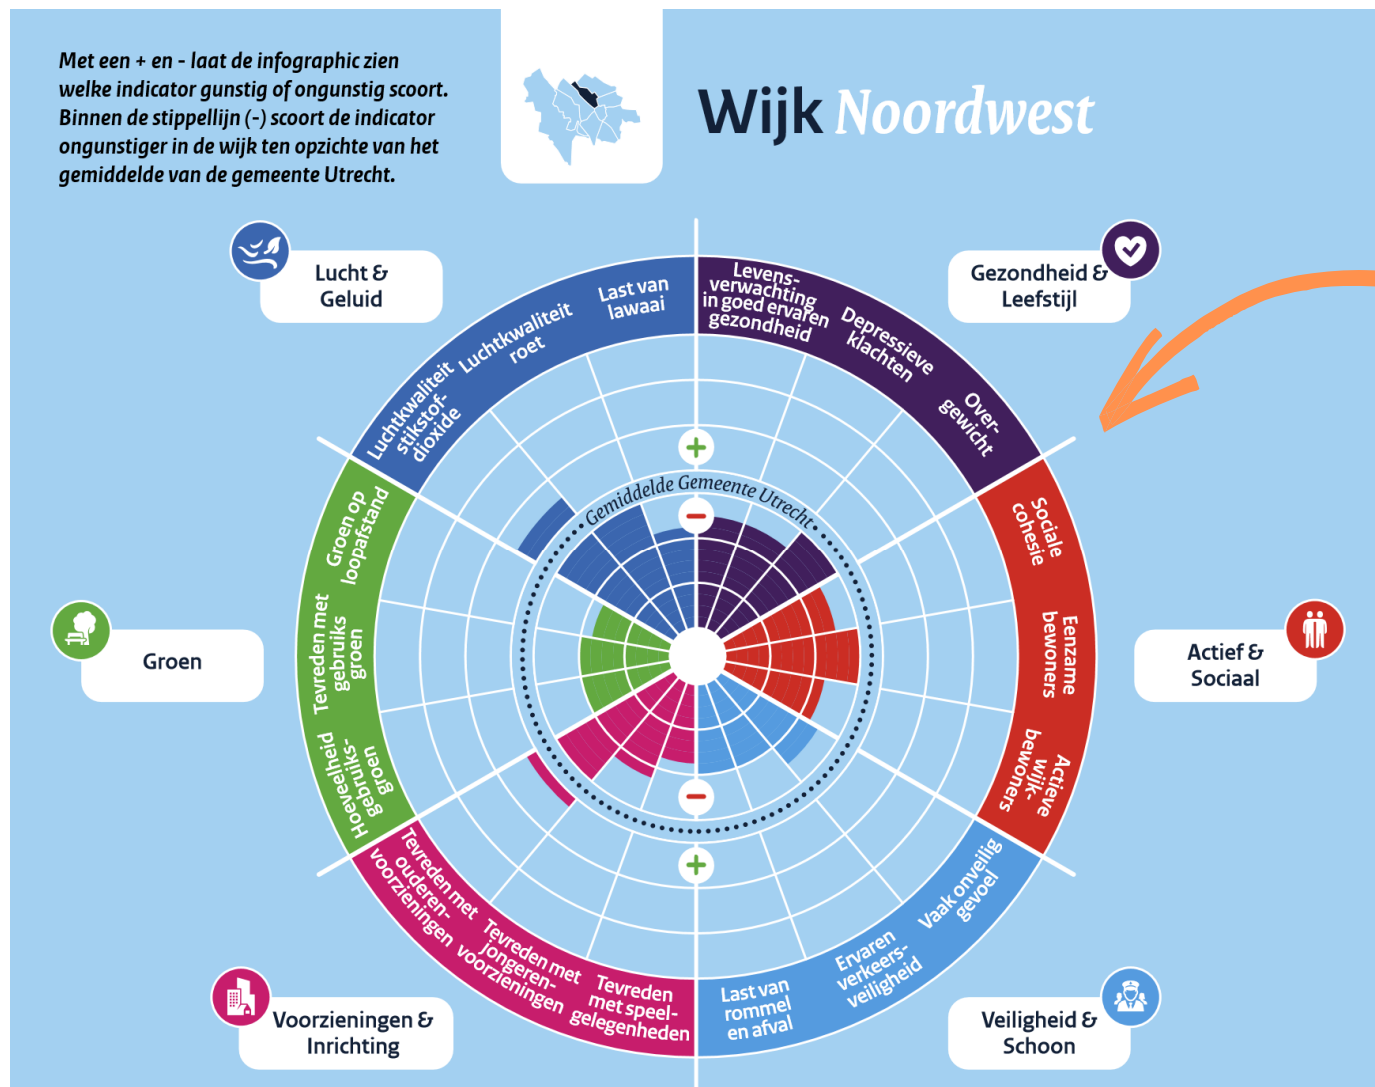 Met een + en - laat de infographic zien
welke indicator gunstig of ongunstig scoort.
Binnen de stippellijn (-) scoort de indicator
ongunstiger in de wijk ten opzichte van het
gemiddelde van de gemeente Utrecht.
Wijk Noordwest
Lucht &
Geluid
Gezondheid &
Leefstijl
Luchtkwaliteit
stikstof-
dioxide
Luchtkwaliteit
roet
Last van
lawaai
Levens-
verwachting
in goed ervaren
gezondheid
Depressieve
klachten
Over-
gewicht
+
Gemiddelde Gemeente Utrecht
-
Groen op
loopafstand
Tevreden met
gebruiks
groen
Hoeveelheid
gebruiks-
groen
Sociale
cohesie
Eenzame
bewoners
Actieve
wijk-
bewoners
Groen
Actief &
Sociaal
-
+
Tevreden met
ouderen-
voorzieningen
Tevreden met
jongeren-
voorzieningen
Tevreden
met speel-
gelegenheden
Last van
rommel
en afval
Ervaren
verkeers-
veiligheid
Vaak onveilig
gevoel
Voorzieningen &
Inrichting
Veiligheid &
Schoon